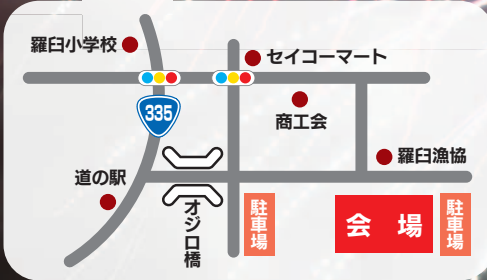 羅臼小学校
セイコーマート
335
商工会
羅臼漁協
道の駅
オジロ橋
駐車場
会場
駐車場